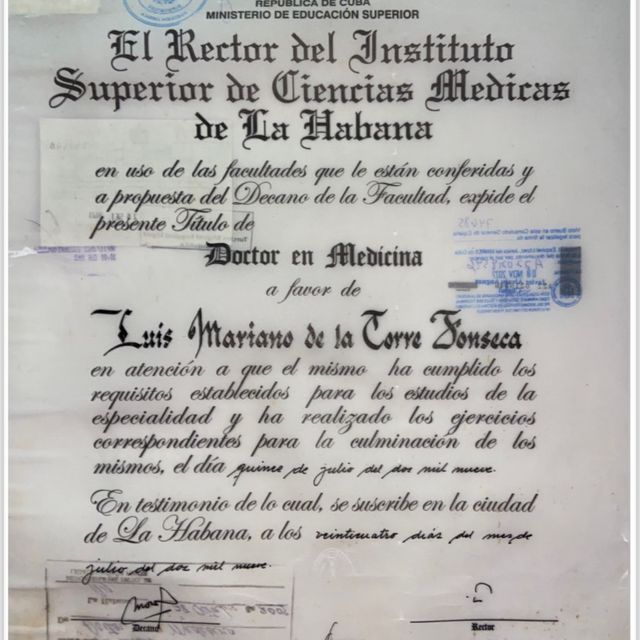 REPÚBLICA DE CUBA
MINISTERIO DE EDUCACIÓN SUPERIOR
El Rector del Instituto
Superior de Ciencias Medicas
de La Habana
en uso de las facultades que le están conferidas y
a propuesta del Decano de la Facultad, expide el
presente Título de
Doctor en Medicina
a favor de
Luis Mariano de la Torre Fonseca
en atención a que el mismo ha cumplido los
requisitos establecidos para los estudios de la
especialidad y ha realizado los ejercicios
correspondientes para la culminación de los
mismos, el día quince de julio del dos mil nueve.
En testimonio de lo cual, se suscribe en la ciudad
de La Habana, a los veinticuatro días del mes de
julio del dos mil nueve.
Decano
Rector